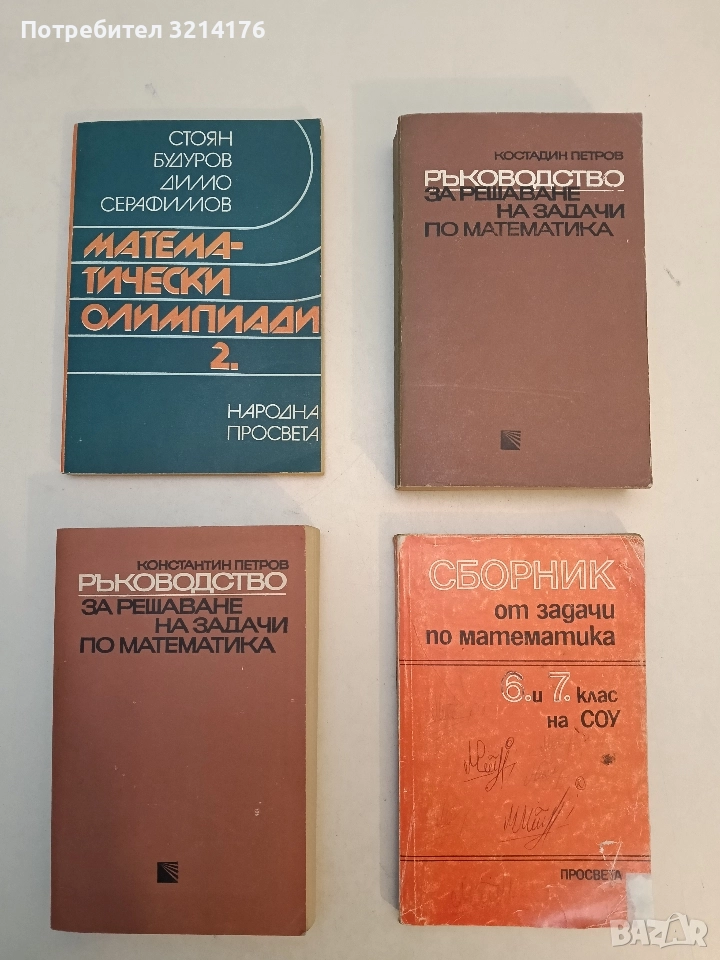 Потребител 3214176
СТОЯН
БУДУРОВ
ДИМО
СЕРАФИМОВ
МАТЕМА-
ТИЧЕСКИ
ОЛИМПИАДИ
2.
НАРОДНА
ПРОСВЕТА
КОСТАДИН ПЕТРОВ
РЪКОВОДСТВО
ЗА РЕШАВАНЕ
НА ЗАДАЧИ
ПО МАТЕМАТИКА
КОНСТАНТИН ПЕТРОВ
РЪКОВОДСТВО
ЗА РЕШАВАНЕ
НА ЗАДАЧИ
ПО МАТЕМАТИКА
СБОРНИК
от задачи
по математика
6. и 7. клас
на СОУ
ПРОСВЕТА
BAZAR